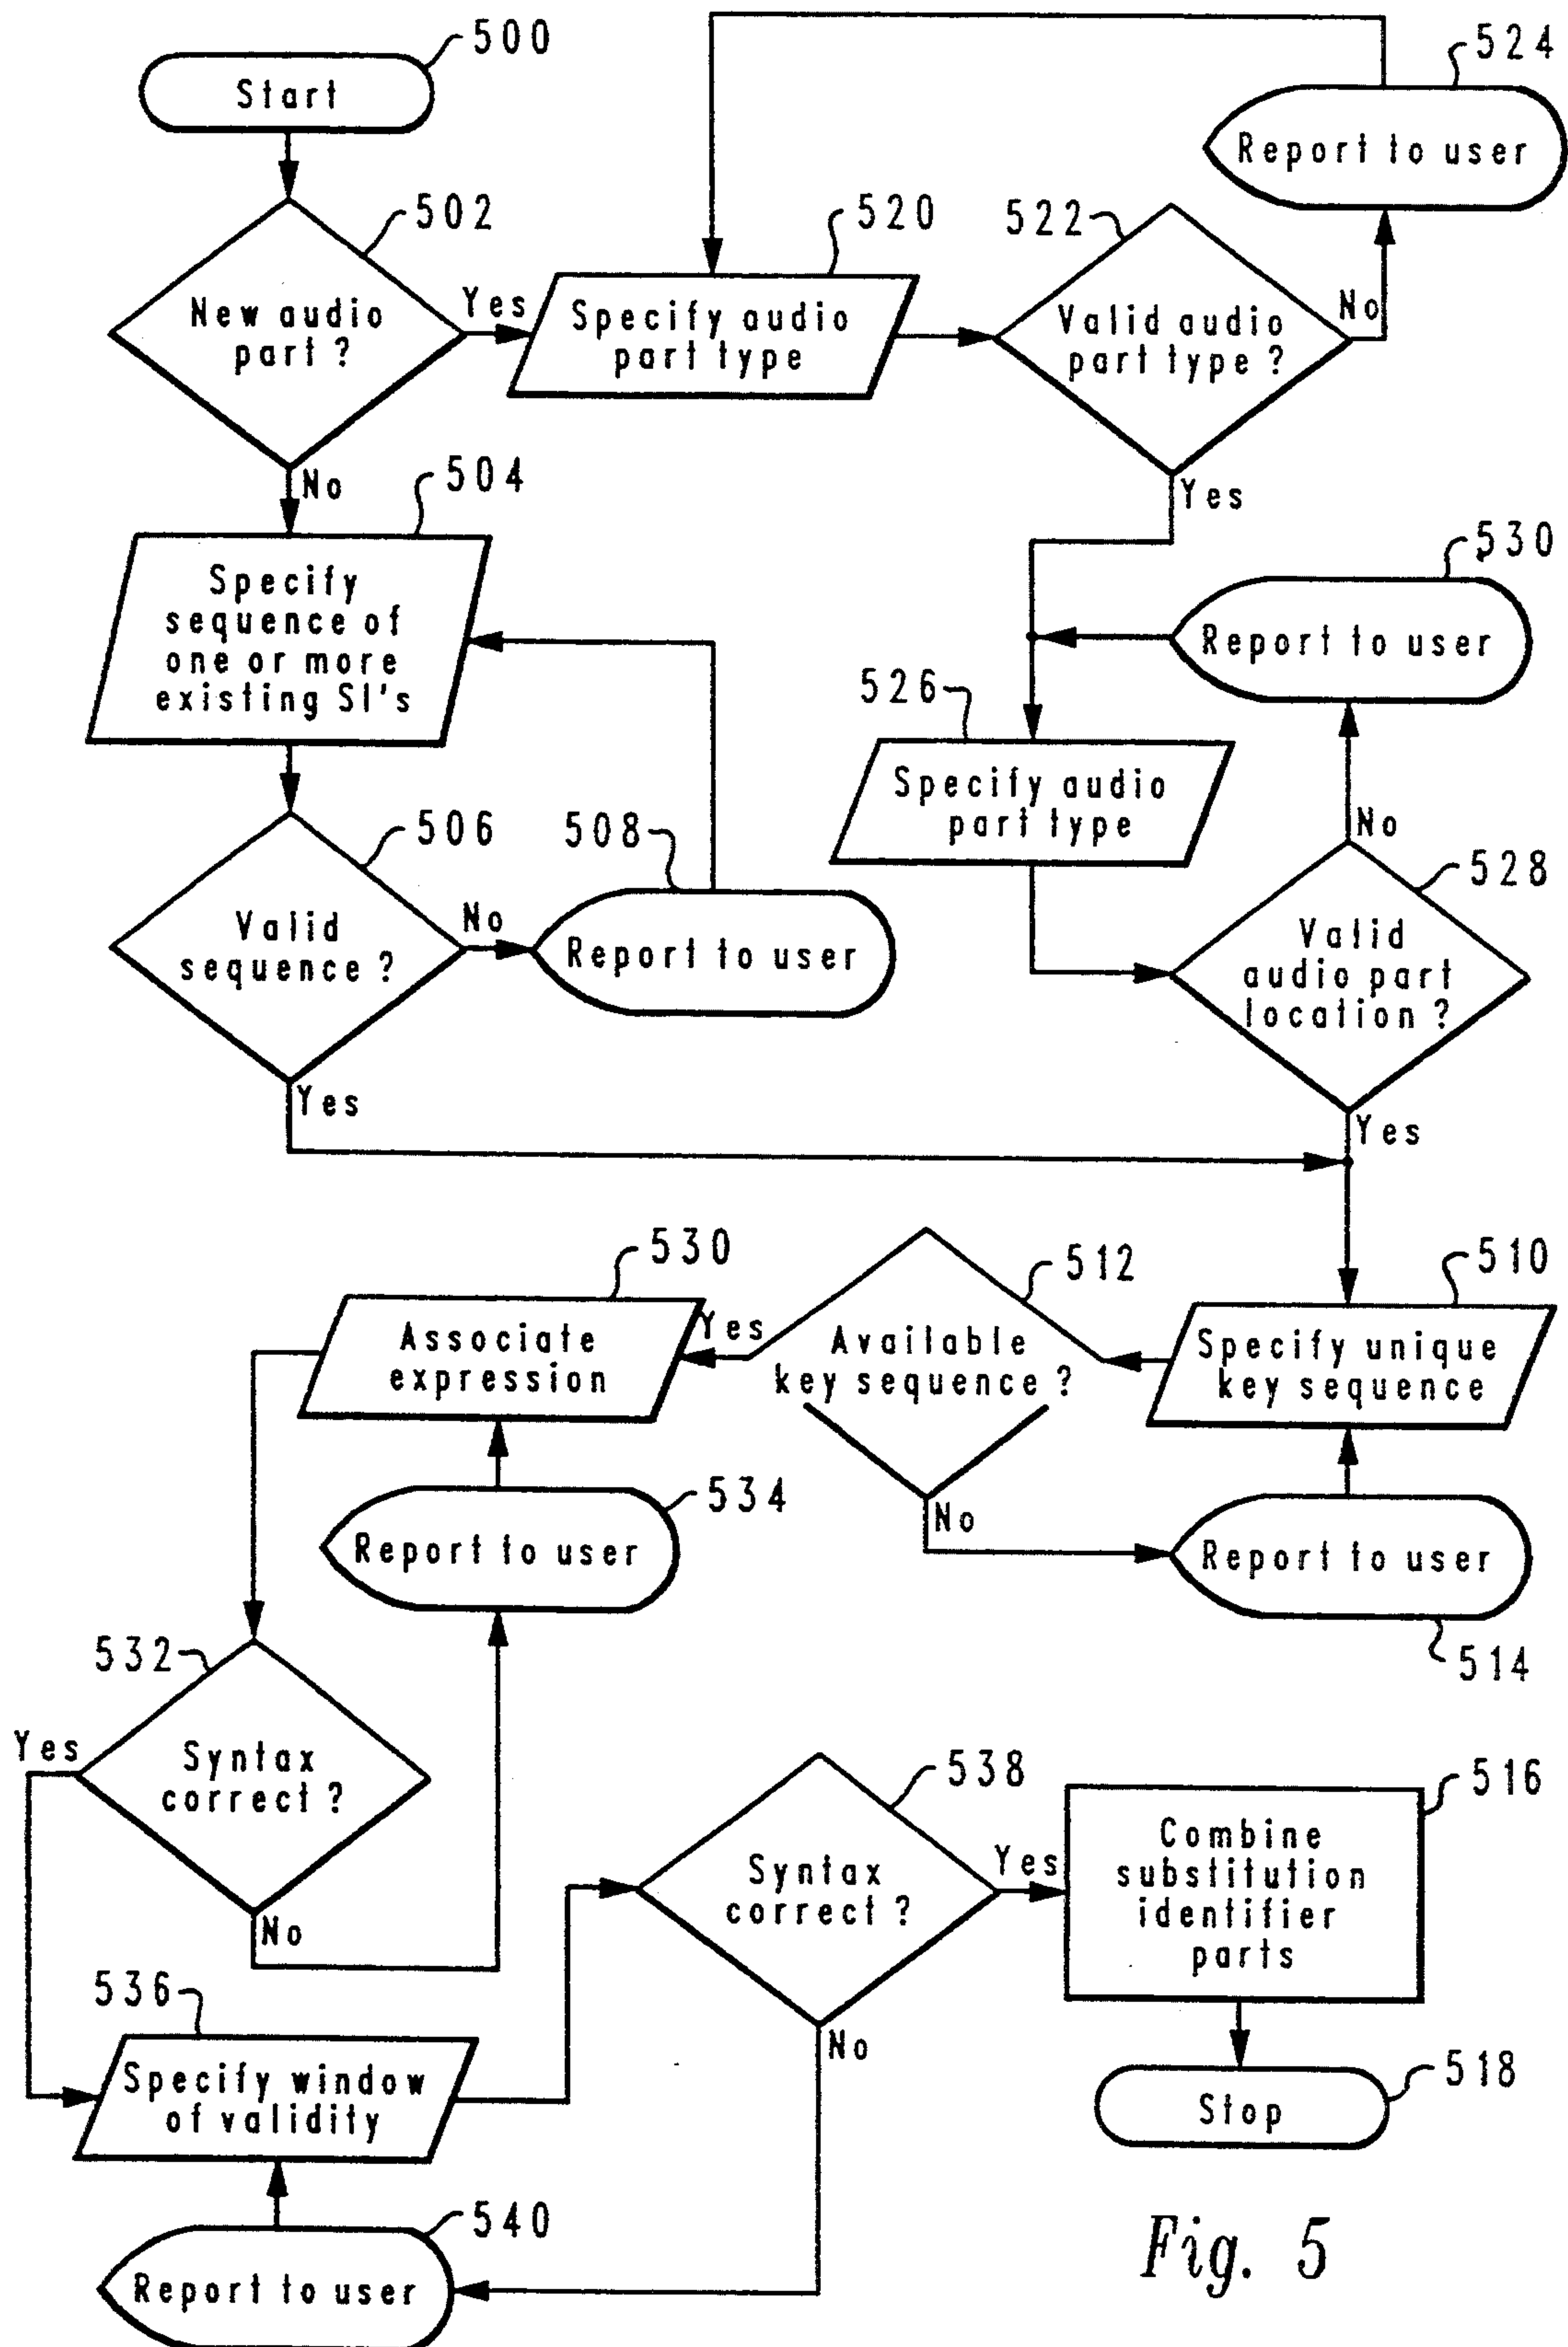 500
Start
524
Report to user
502
New audio
part ?
Yes
520
Specify audio
part type
522
Valid audio
part type ?
No
Yes
No
504
Specify
sequence of
one or more
existing SI's
530
Report to user
526
Specify audio
part type
No
528
Valid
audio part
location ?
Yes
506
Valid
sequence ?
No
508
Report to user
Yes
510
Specify unique
key sequence
512
Available
key sequence ?
Yes
No
514
Report to user
530
Associate
expression
534
Report to user
532
Syntax
correct ?
Yes
No
536
Specify window
of validity
538
Syntax
correct ?
Yes
No
516
Combine
substitution
identifier
parts
518
Stop
540
Report to user
Fig. 5